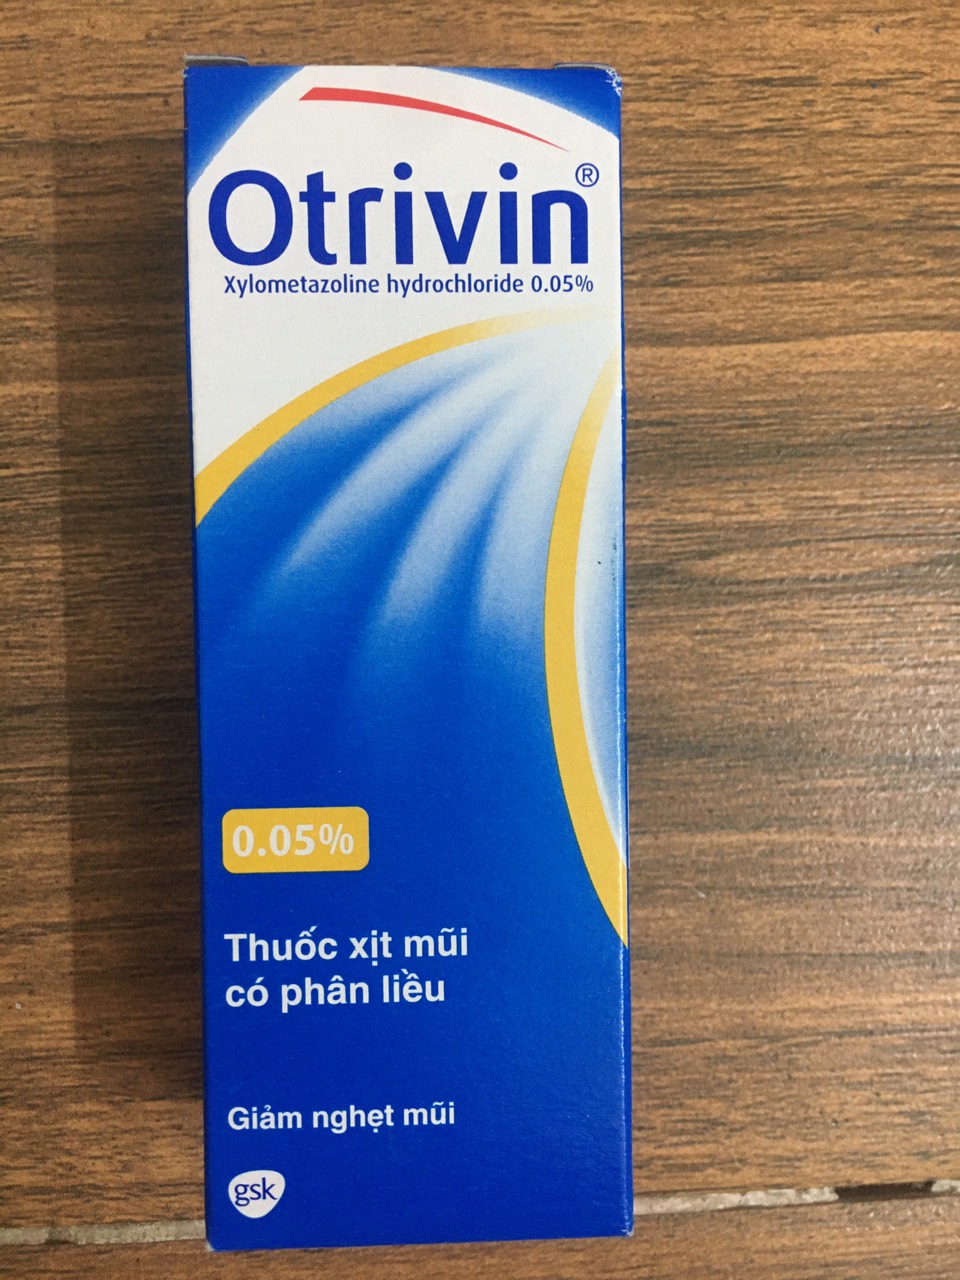 Otrivin®
Xylometazoline hydrochloride 0.05%
0.05%
Thuốc xịt mũi
có phân liều
Giảm nghẹt mũi
gsk